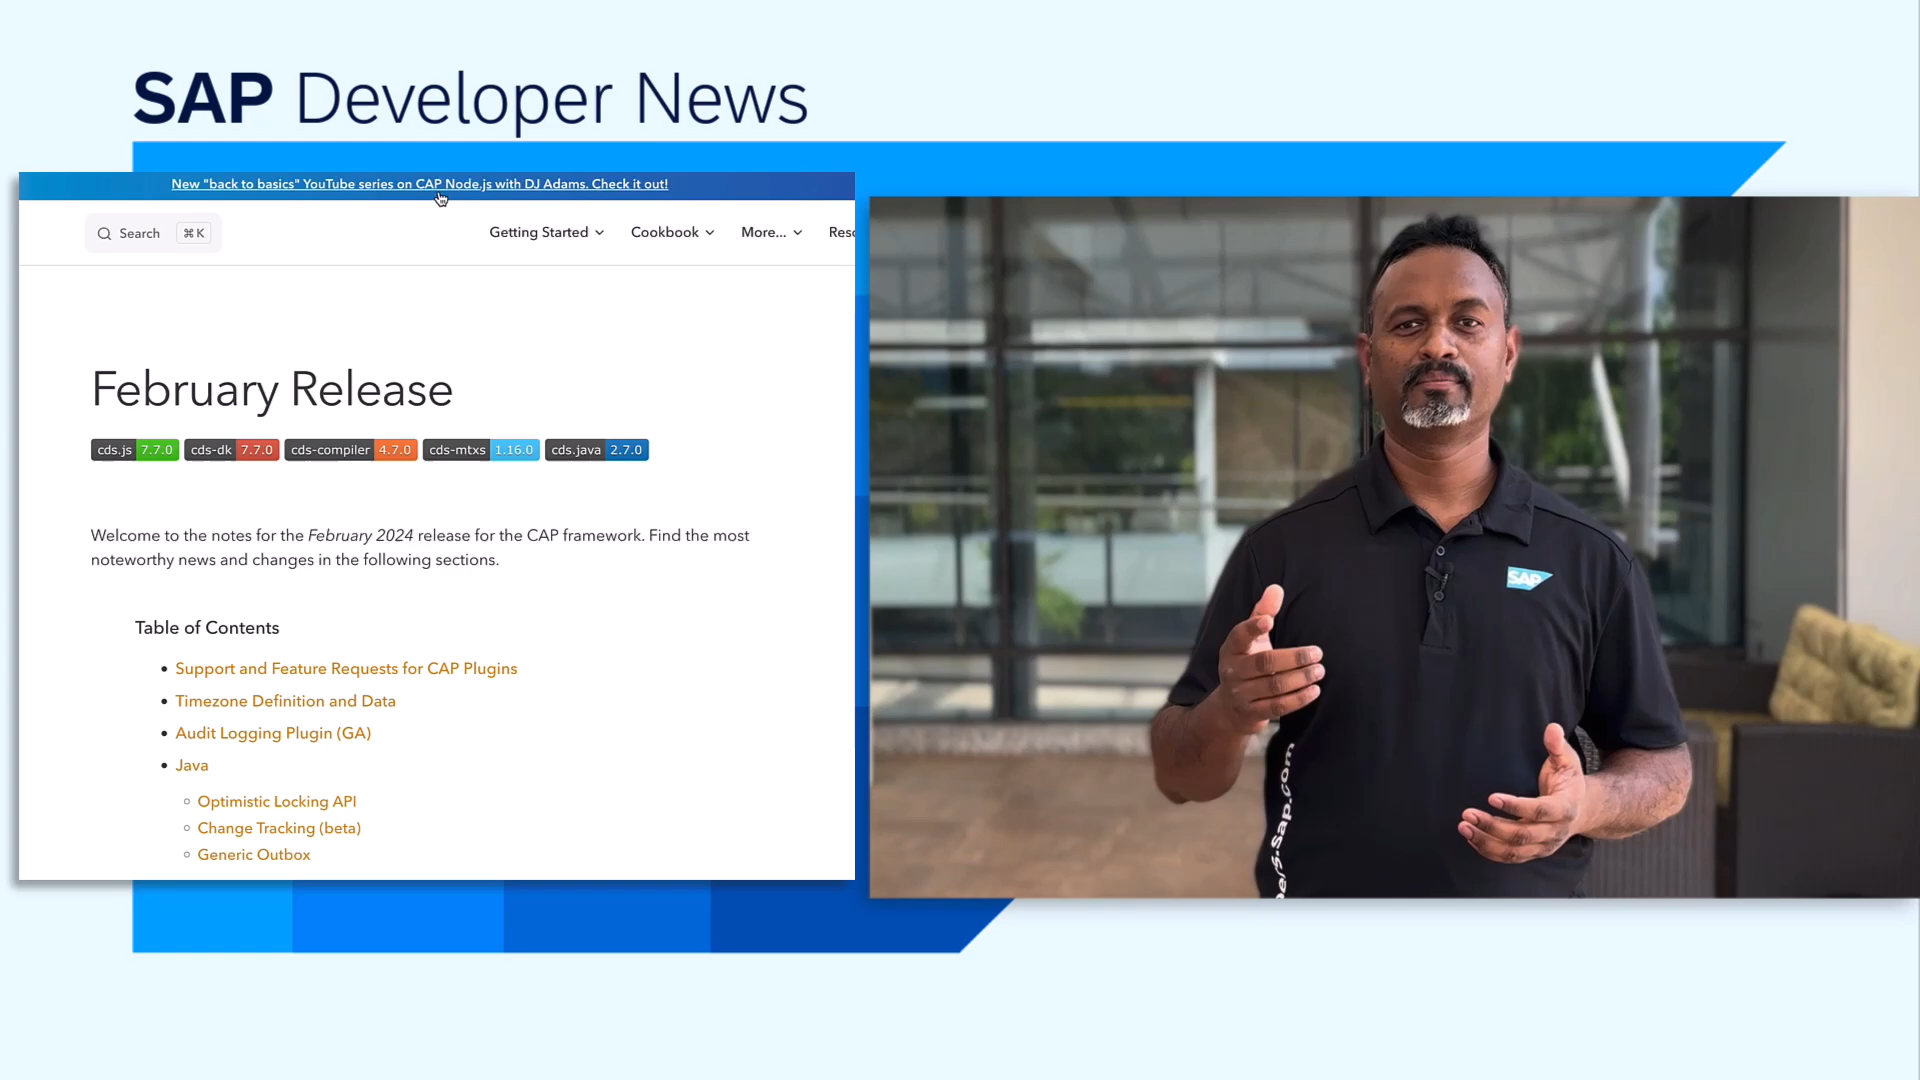 SAP Developer News
New "back to basics" YouTube series on CAP Node.js with DJ Adams. Check it out!
Search ⌘ K
Getting Started
Cookbook
More...
Reso
February Release
cds.js 7.7.0 cds-dk 7.7.0 cds-compiler 4.7.0 cds-mtxs 1.16.0 cds.java 2.7.0
Welcome to the notes for the February 2024 release for the CAP framework. Find the most
noteworthy news and changes in the following sections.
Table of Contents
Support and Feature Requests for CAP Plugins
Timezone Definition and Data
Audit Logging Plugin (GA)
Java
Optimistic Locking API
Change Tracking (beta)
Generic Outbox
SAP
ers.sap.com